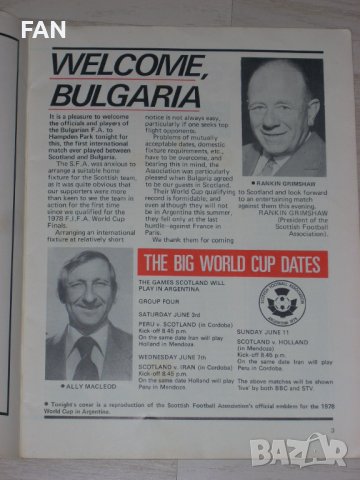 FAN
WELCOME,
BULGARIA
It is a pleasure to welcome
the officials and players of
the Bulgarian F.A. to
Hampden Park tonight for
this, the first international
match ever played between
Scotland and Bulgaria.
The S.F.A. was anxious to
arrange a suitable home
fixture for the Scottish team,
as it was quite obvious that
our supporters were more
than keen to see the team in
action for the first time
since we qualified for the
1978 F.I.F.A. World Cup
Finals.
Arranging an international
fixture at relatively short
notice is not always easy,
particularly if one seeks top
flight opponents.
Problems of mutually
acceptable dates, domestic
fixture requirements, etc.,
have to be overcome, and
bearing this in mind, the
Association was particularly
pleased when Bulgaria agreed
to be our guests in Scotland.
Their World Cup qualifying
record is formidable, and
even although they will not
be in Argentina this summer,
they fell only at the last
hurdle—against France in
Paris.
We thank them for coming
● RANKIN GRIMSHAW
to Scotland and look forward
to an entertaining match
against them this evening.
RANKIN GRIMSHAW
(President of the
Scottish Football
Association).
● ALLY MACLEOD
THE BIG WORLD CUP DATES
THE GAMES SCOTLAND WILL
PLAY IN ARGENTINA
GROUP FOUR
SATURDAY JUNE 3rd
PERU v. SCOTLAND (in Cordoba)
Kick-off 8.45 p.m.
On the same date Iran will play
Holland in Mendoza.
WEDNESDAY JUNE 7th
SCOTLAND v. IRAN (in Cordoba)
Kick-off 8.45 p.m.
On the same date Holland will play
Peru in Mendoza.
SCOTTISH FOOTBALL ASSOCIATION
ARGENTINA 78
SUNDAY JUNE 11
SCOTLAND v. HOLLAND
(in Mendoza)
Kick-off 8.45 p.m.
On the same date Iran will play
Peru in Cordoba.
The above matches will be shown
'live' by both BBC and STV.
● Tonight's cover is a reproduction of the Scottish Football Association's official emblem for the 1978
World Cup in Argentina.
3
BAZAR